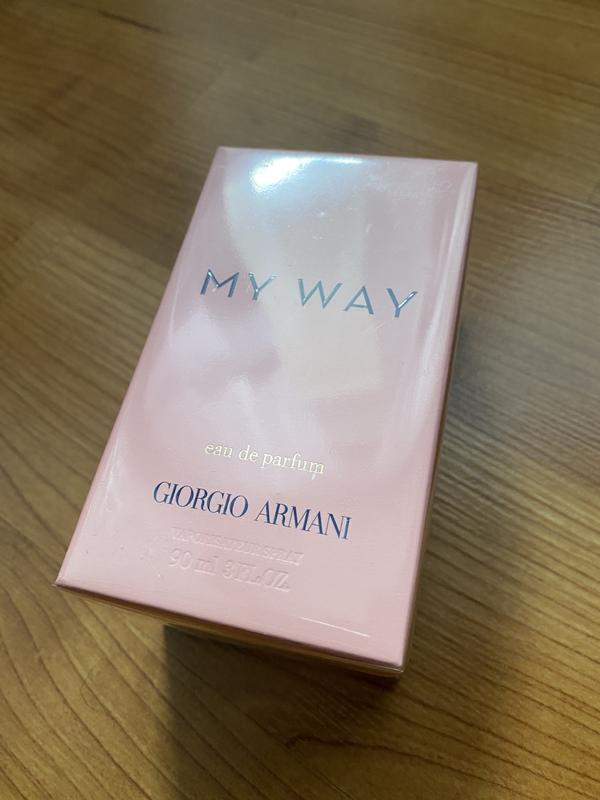 MY WAY
eau de parfum
GIORGIO ARMANI
VAPORISATEUR SPRAY
90 ml 3 FL.OZ